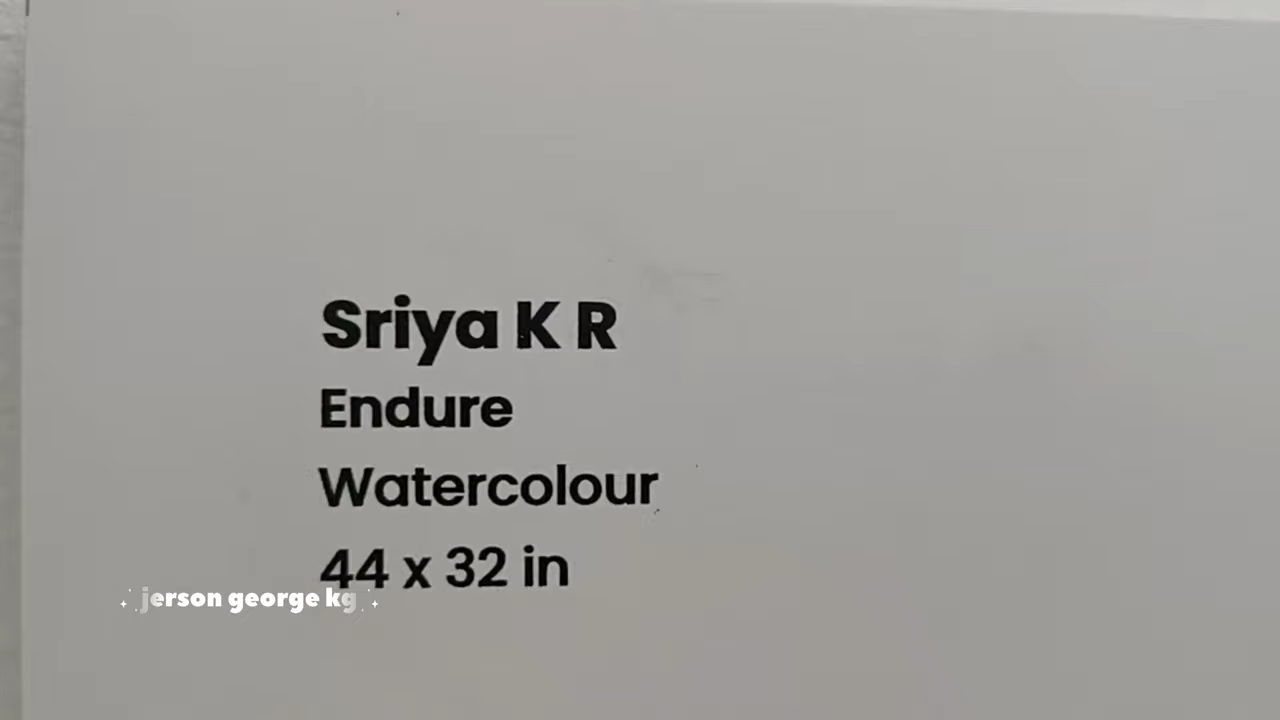 Sriya K R
Endure
Watercolour
44 x 32 in
jerson george kg